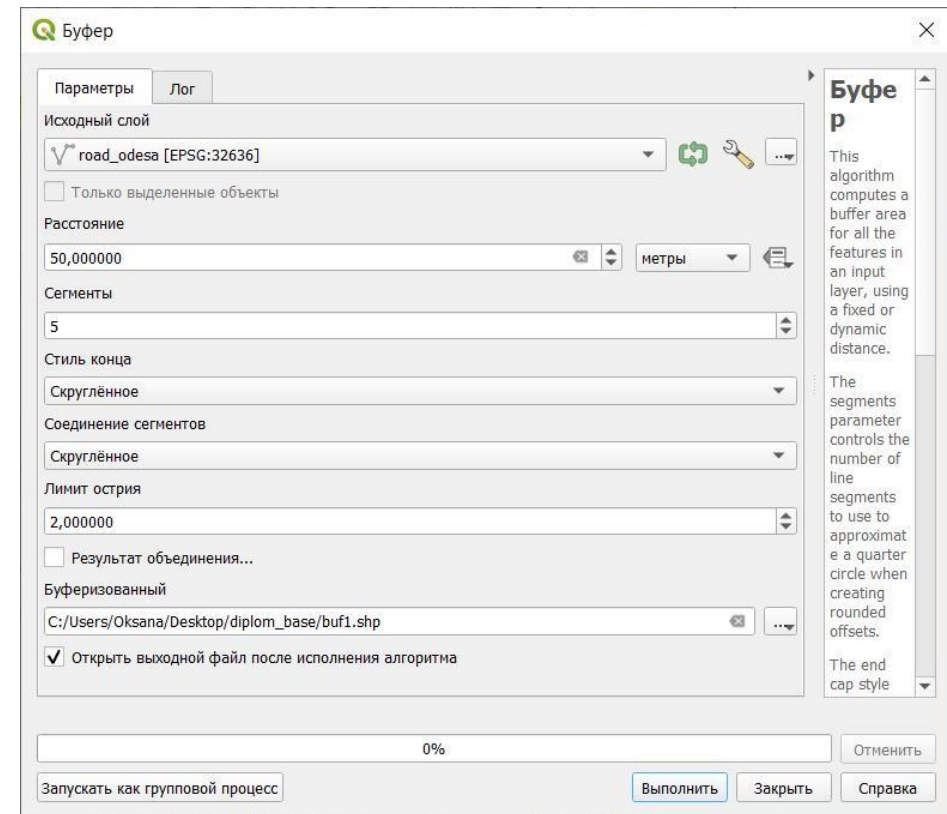 Буфер
Параметры
Лог
Исходный слой
road_odesa [EPSG:32636]
Только выделенные объекты
Расстояние
50,000000
метры
Сегменты
5
Стиль конца
Скруглённое
Соединение сегментов
Скруглённое
Лимит острия
2,000000
Результат объединения...
Буферизованный
C:/Users/Oksana/Desktop/diplom_base/buf1.shp
Открыть выходной файл после исполнения алгоритма
Буфе
р
This
algorithm
computes a
buffer area
for all the
features in
an input
layer, using
a fixed or
dynamic
distance.
The
segments
parameter
controls the
number of
line
segments
to use to
approximat
e a quarter
circle when
creating
rounded
offsets.
The end
cap style
0%
Отменить
Запускать как групповой процесс
Выполнить
Закрыть
Справка